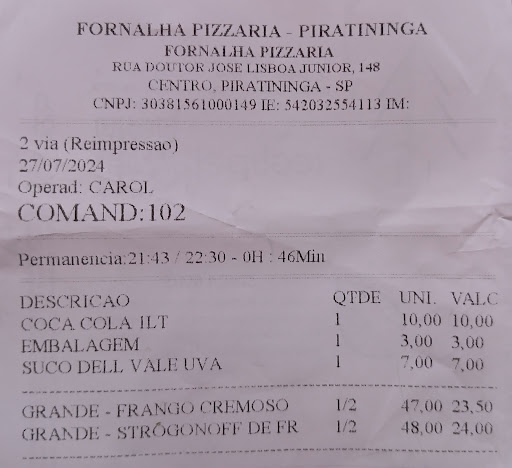 FORNALHA PIZZARIA - PIRATININGA
FORNALHA PIZZARIA
RUA DOUTOR JOSE LISBOA JUNIOR, 148
CENTRO, PIRATININGA - SP
CNPJ: 30381561000149 IE: 542032554113 IM:
2 via (Reimpressao)
27/07/2024
Operad: CAROL
COMAND:102
Permanencia:21:43 / 22:30 - 0H : 46Min
DESCRICAO QTDE UNI. VALC
COCA COLA 1LT 1 10,00 10,00
EMBALAGEM 1 3,00 3,00
SUCO DELL VALE UVA 1 7,00 7,00
GRANDE - FRANGO CREMOSO 1/2 47,00 23,50
GRANDE - STRÔGONOFF DE FR 1/2 48,00 24,00